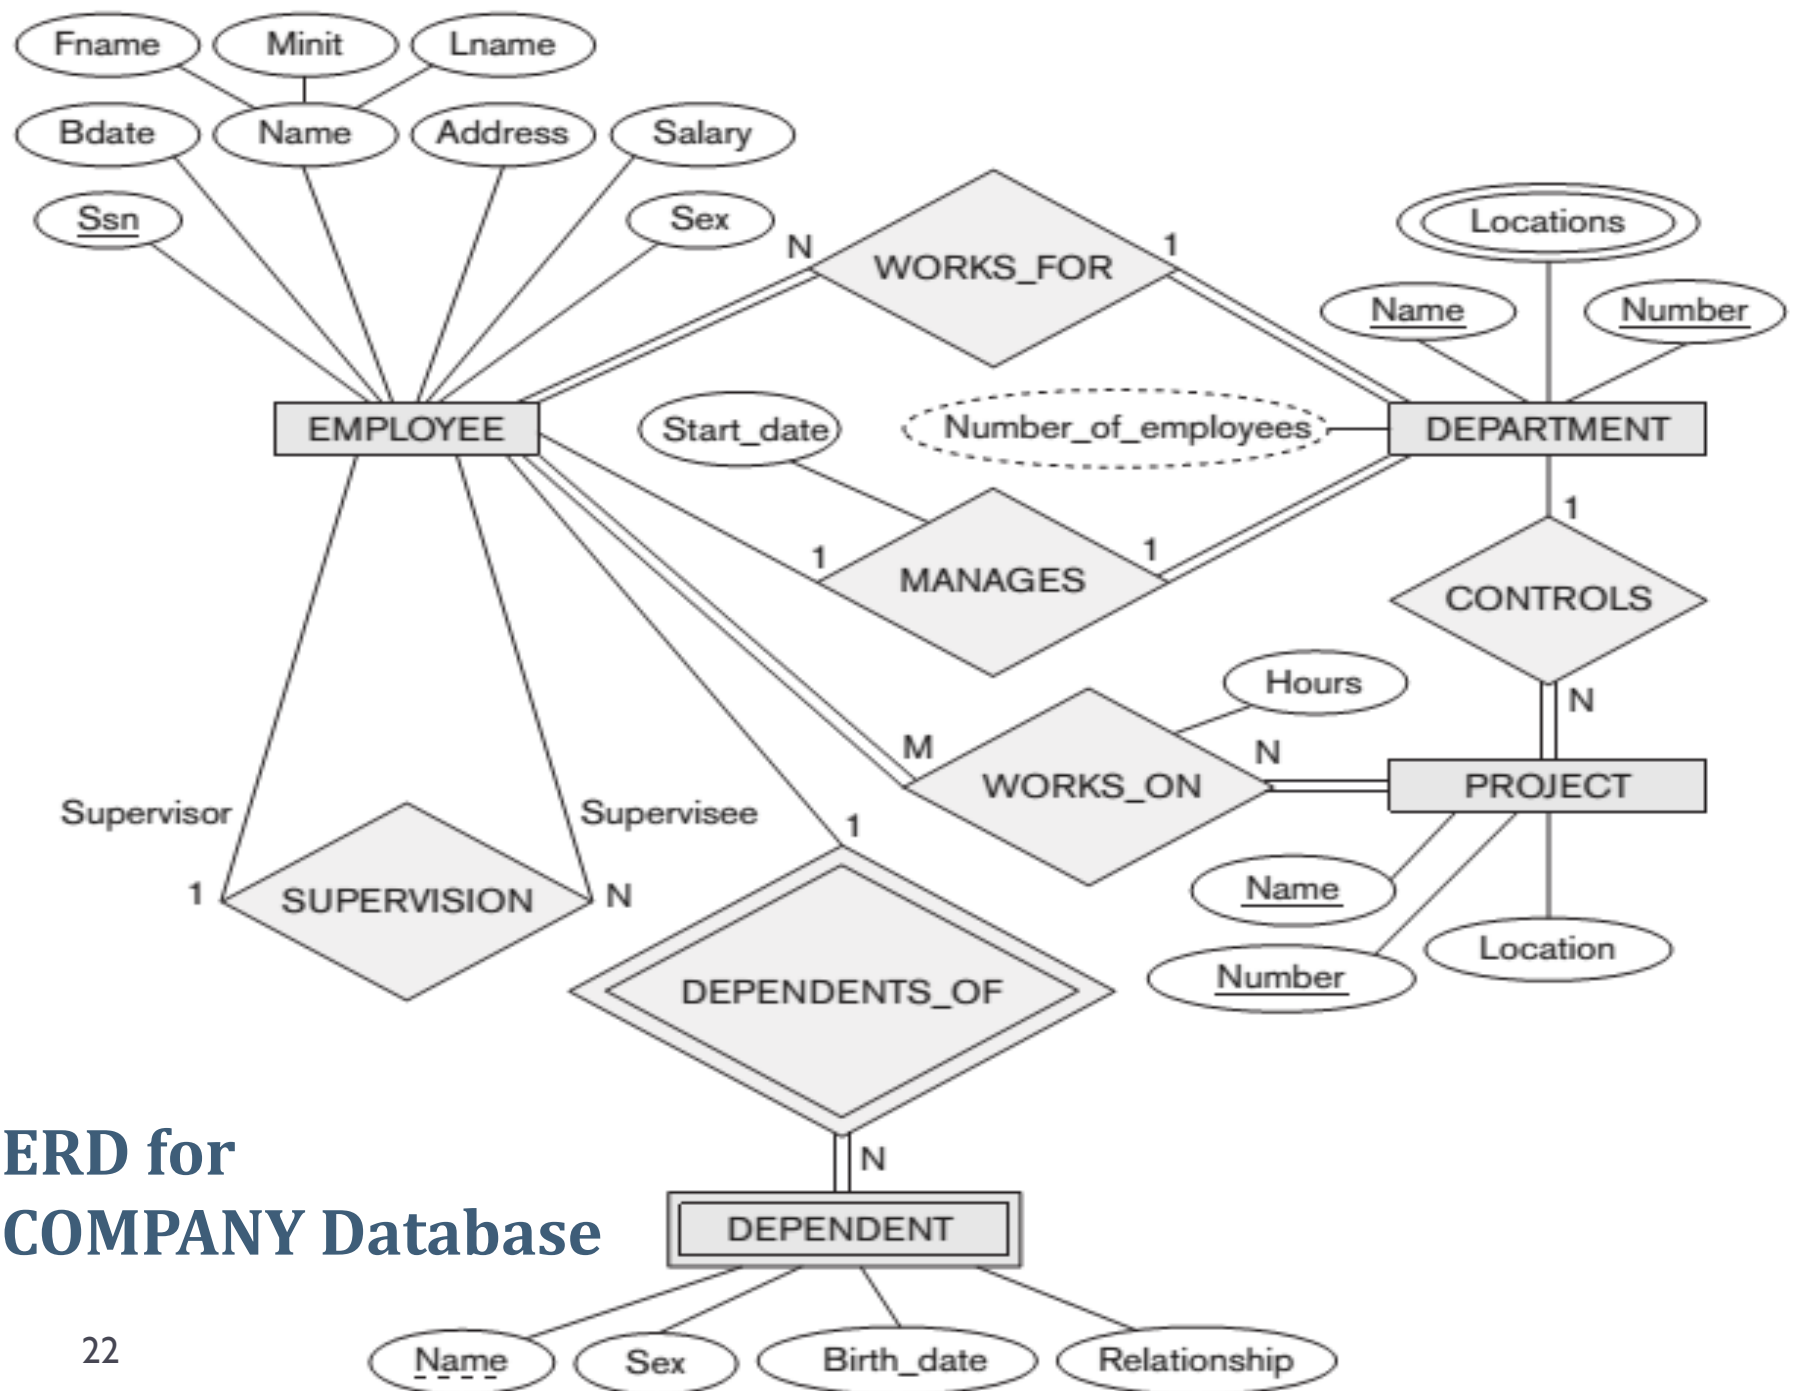 Fname
Minit
Lname
Bdate
Name
Address
Salary
Ssn
Sex
N
WORKS_FOR
1
Locations
Name
Number
EMPLOYEE
Start_date
Number_of_employees
DEPARTMENT
1
MANAGES
1
1
CONTROLS
N
Hours
M
WORKS_ON
N
PROJECT
Supervisor
Supervisee
1
SUPERVISION
N
1
Name
Number
Location
DEPENDENTS_OF
N
ERD for
COMPANY Database
DEPENDENT
22
Name
Sex
Birth_date
Relationship